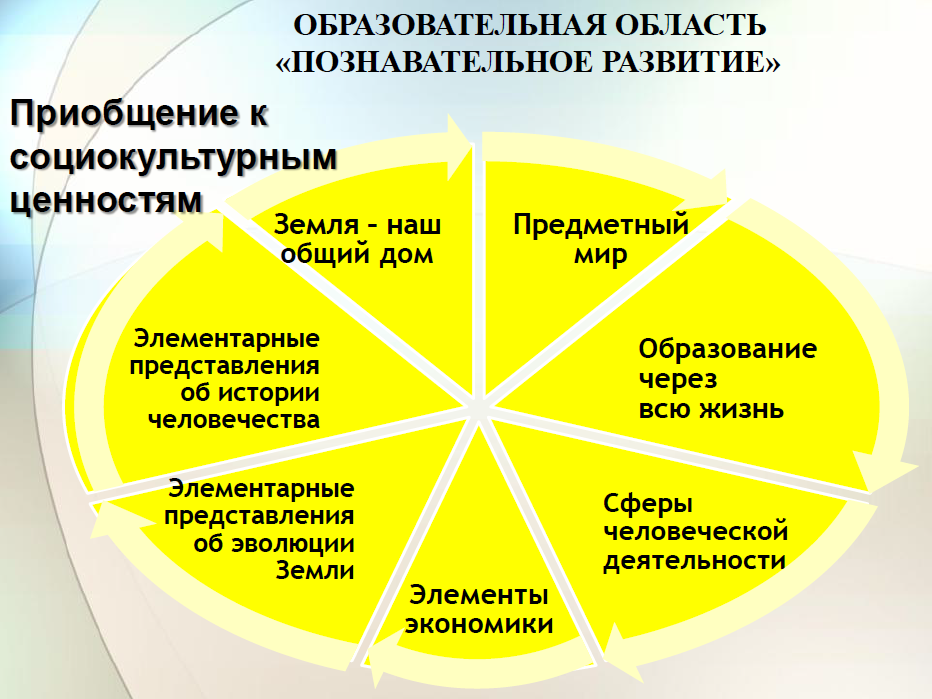 ОБРАЗОВАТЕЛЬНАЯ ОБЛАСТЬ
«ПОЗНАВАТЕЛЬНОЕ РАЗВИТИЕ»
Приобщение к
социокультурным
ценностям
Земля – наш
общий дом
Предметный
мир
Образование
через
всю жизнь
Сферы
человеческой
деятельности
Элементы
экономики
Элементарные
представления
об эволюции
Земли
Элементарные
представления
об истории
человечества